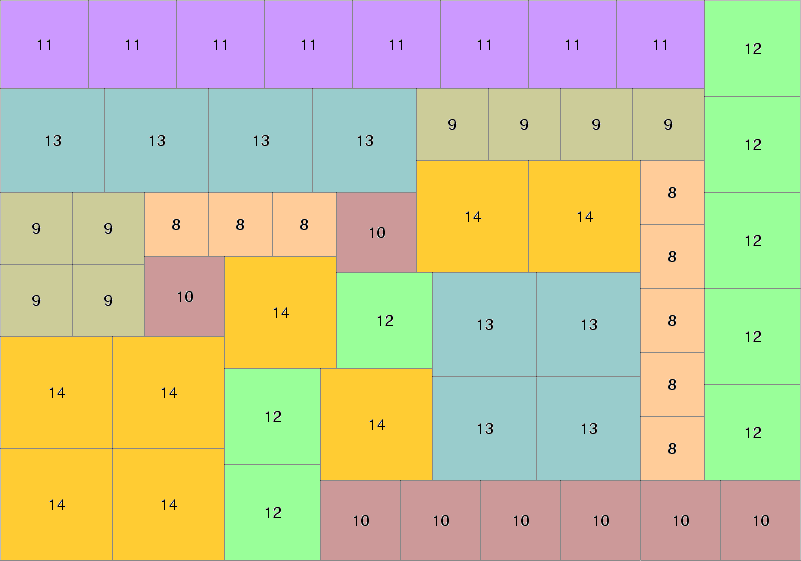 11 11 11 11 11 11 11 11 12
13 13 13 13 9 9 9 9 12
9 9 8 8 8 10 14 14 8 12
9 9 10 14 12 13 13 8 12
8
14 14 12 14 13 13 8 12
8
14 14 12 10 10 10 10 10 10